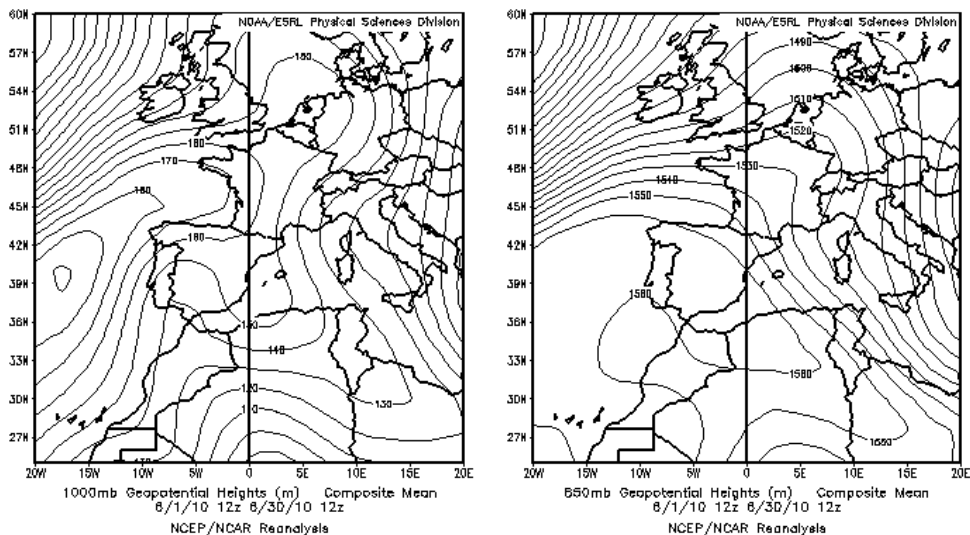 NOAA/ESRL Physical Sciences Division
60N
57N
54N
51N
48N
45N
42N
39N
36N
33N
30N
27N
20W 15W 10W 5W 0 5E 10E 15E 20E
150
180
170
160
180
140
130
120
1000mb Geopotential Heights (m) Composite Mean
6/1/10 12z 6/30/10 12z
NCEP/NCAR Reanalysis
NOAA/ESRL Physical Sciences Division
60N
57N
54N
51N
48N
45N
42N
39N
36N
33N
30N
27N
20W 15W 10W 5W 0 5E 10E 15E 20E
1490
1510
1520
1530
1550
1580
1580
850mb Geopotential Heights (m) Composite Mean
6/1/10 12z 6/30/10 12z
NCEP/NCAR Reanalysis